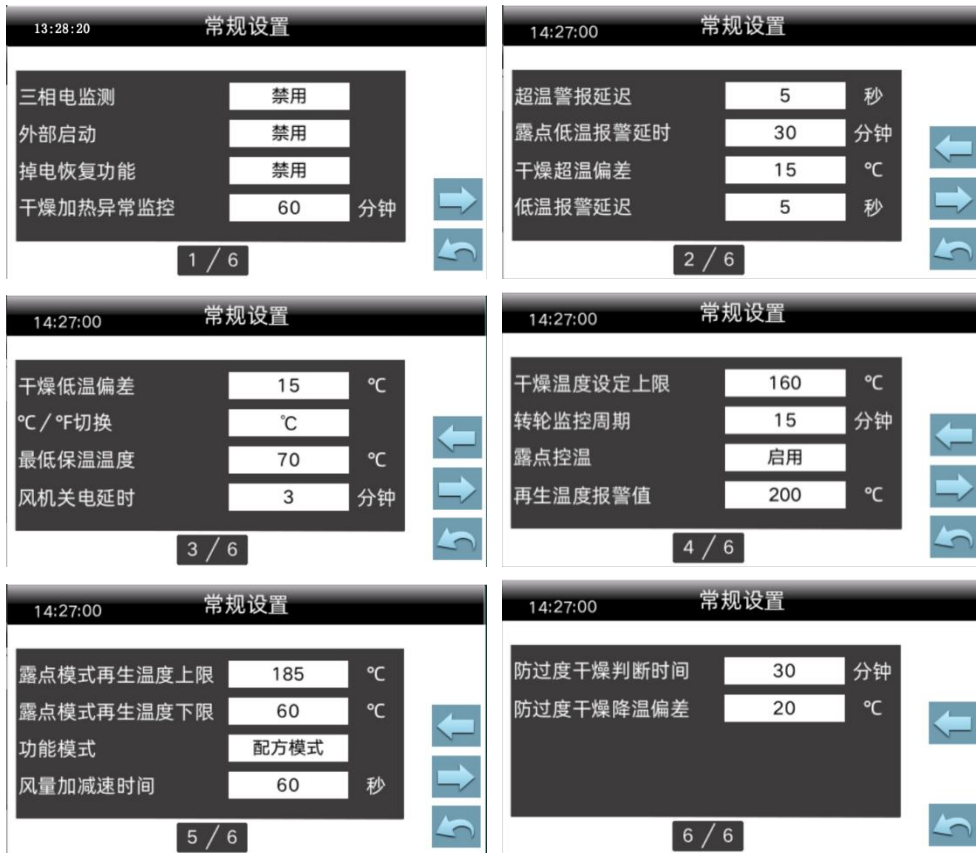 13:28:20 常规设置
三相电监测 禁用
外部启动 禁用
掉电恢复功能 禁用
干燥加热异常监控 60 分钟
1 / 6
14:27:00 常规设置
超温警报延迟 5 秒
露点低温报警延时 30 分钟
干燥超温偏差 15 ℃
低温报警延迟 5 秒
2 / 6
14:27:00 常规设置
干燥低温偏差 15 ℃
℃/℉切换 ℃
最低保温温度 70 ℃
风机关电延时 3 分钟
3 / 6
14:27:00 常规设置
干燥温度设定上限 160 ℃
转轮监控周期 15 分钟
露点控温 启用
再生温度报警值 200 ℃
4 / 6
14:27:00 常规设置
露点模式再生温度上限 185 ℃
露点模式再生温度下限 60 ℃
功能模式 配方模式
风量加减速时间 60 秒
5 / 6
14:27:00 常规设置
防过度干燥判断时间 30 分钟
防过度干燥降温偏差 20 ℃
6 / 6